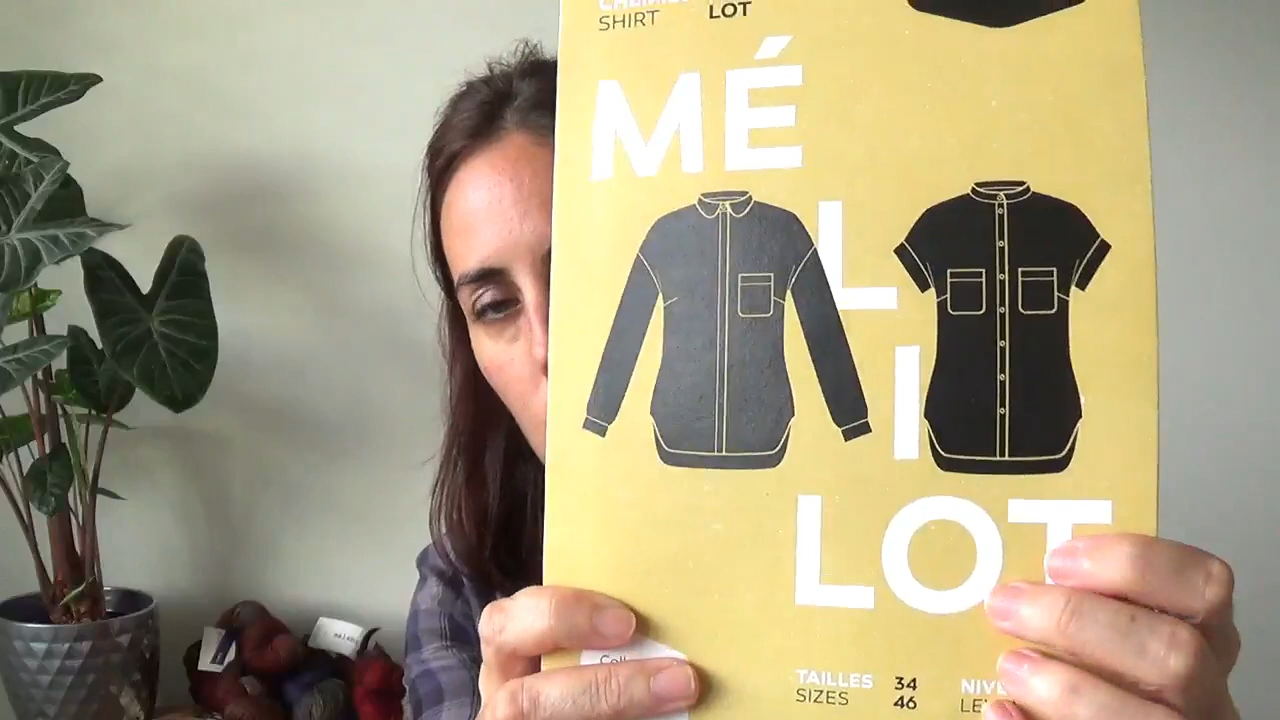 SHIRT LOT
MÉ
L
I
LOT
TAILLES 34
SIZES 46